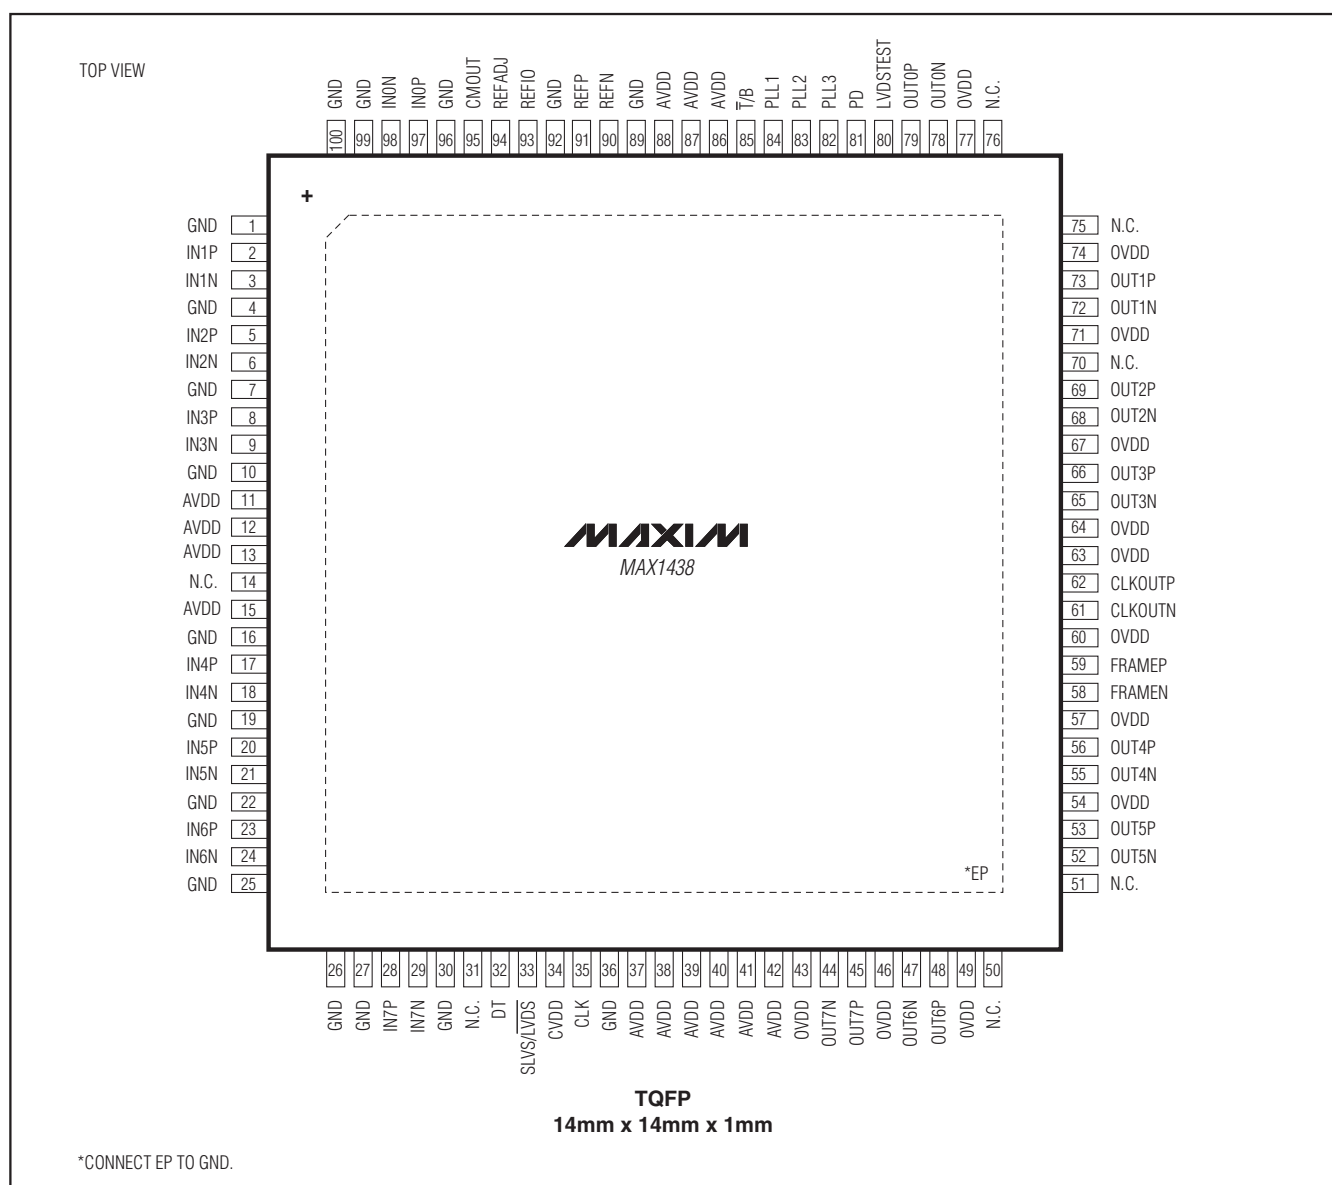 TOP VIEW
GND GND IN0N IN0P GND CMOUT REFADJ REFIO GND REFP REFN GND AVDD AVDD AVDD T̅/B PLL1 PLL2 PLL3 PD LVDSTEST OUT0P OUT0N OVDD N.C.
100 99 98 97 96 95 94 93 92 91 90 89 88 87 86 85 84 83 82 81 80 79 78 77 76
+
GND 1 75 N.C.
IN1P 2 74 OVDD
IN1N 3 73 OUT1P
GND 4 72 OUT1N
IN2P 5 71 OVDD
IN2N 6 70 N.C.
GND 7 69 OUT2P
IN3P 8 68 OUT2N
IN3N 9 67 OVDD
GND 10 66 OUT3P
AVDD 11 65 OUT3N
AVDD 12 64 OVDD
AVDD 13 63 OVDD
N.C. 14 62 CLKOUTP
AVDD 15 61 CLKOUTN
GND 16 60 OVDD
IN4P 17 59 FRAMEP
IN4N 18 58 FRAMEN
GND 19 57 OVDD
IN5P 20 56 OUT4P
IN5N 21 55 OUT4N
GND 22 54 OVDD
IN6P 23 53 OUT5P
IN6N 24 52 OUT5N
GND 25 51 N.C.
MAXIM
MAX1438
*EP
26 27 28 29 30 31 32 33 34 35 36 37 38 39 40 41 42 43 44 45 46 47 48 49 50
GND GND IN7P IN7N GND N.C. DT SLVS/L̅V̅D̅S̅ CVDD CLK GND AVDD AVDD AVDD AVDD AVDD AVDD OVDD OUT7N OUT7P OVDD OUT6N OUT6P OVDD N.C.
TQFP
14mm x 14mm x 1mm
*CONNECT EP TO GND.